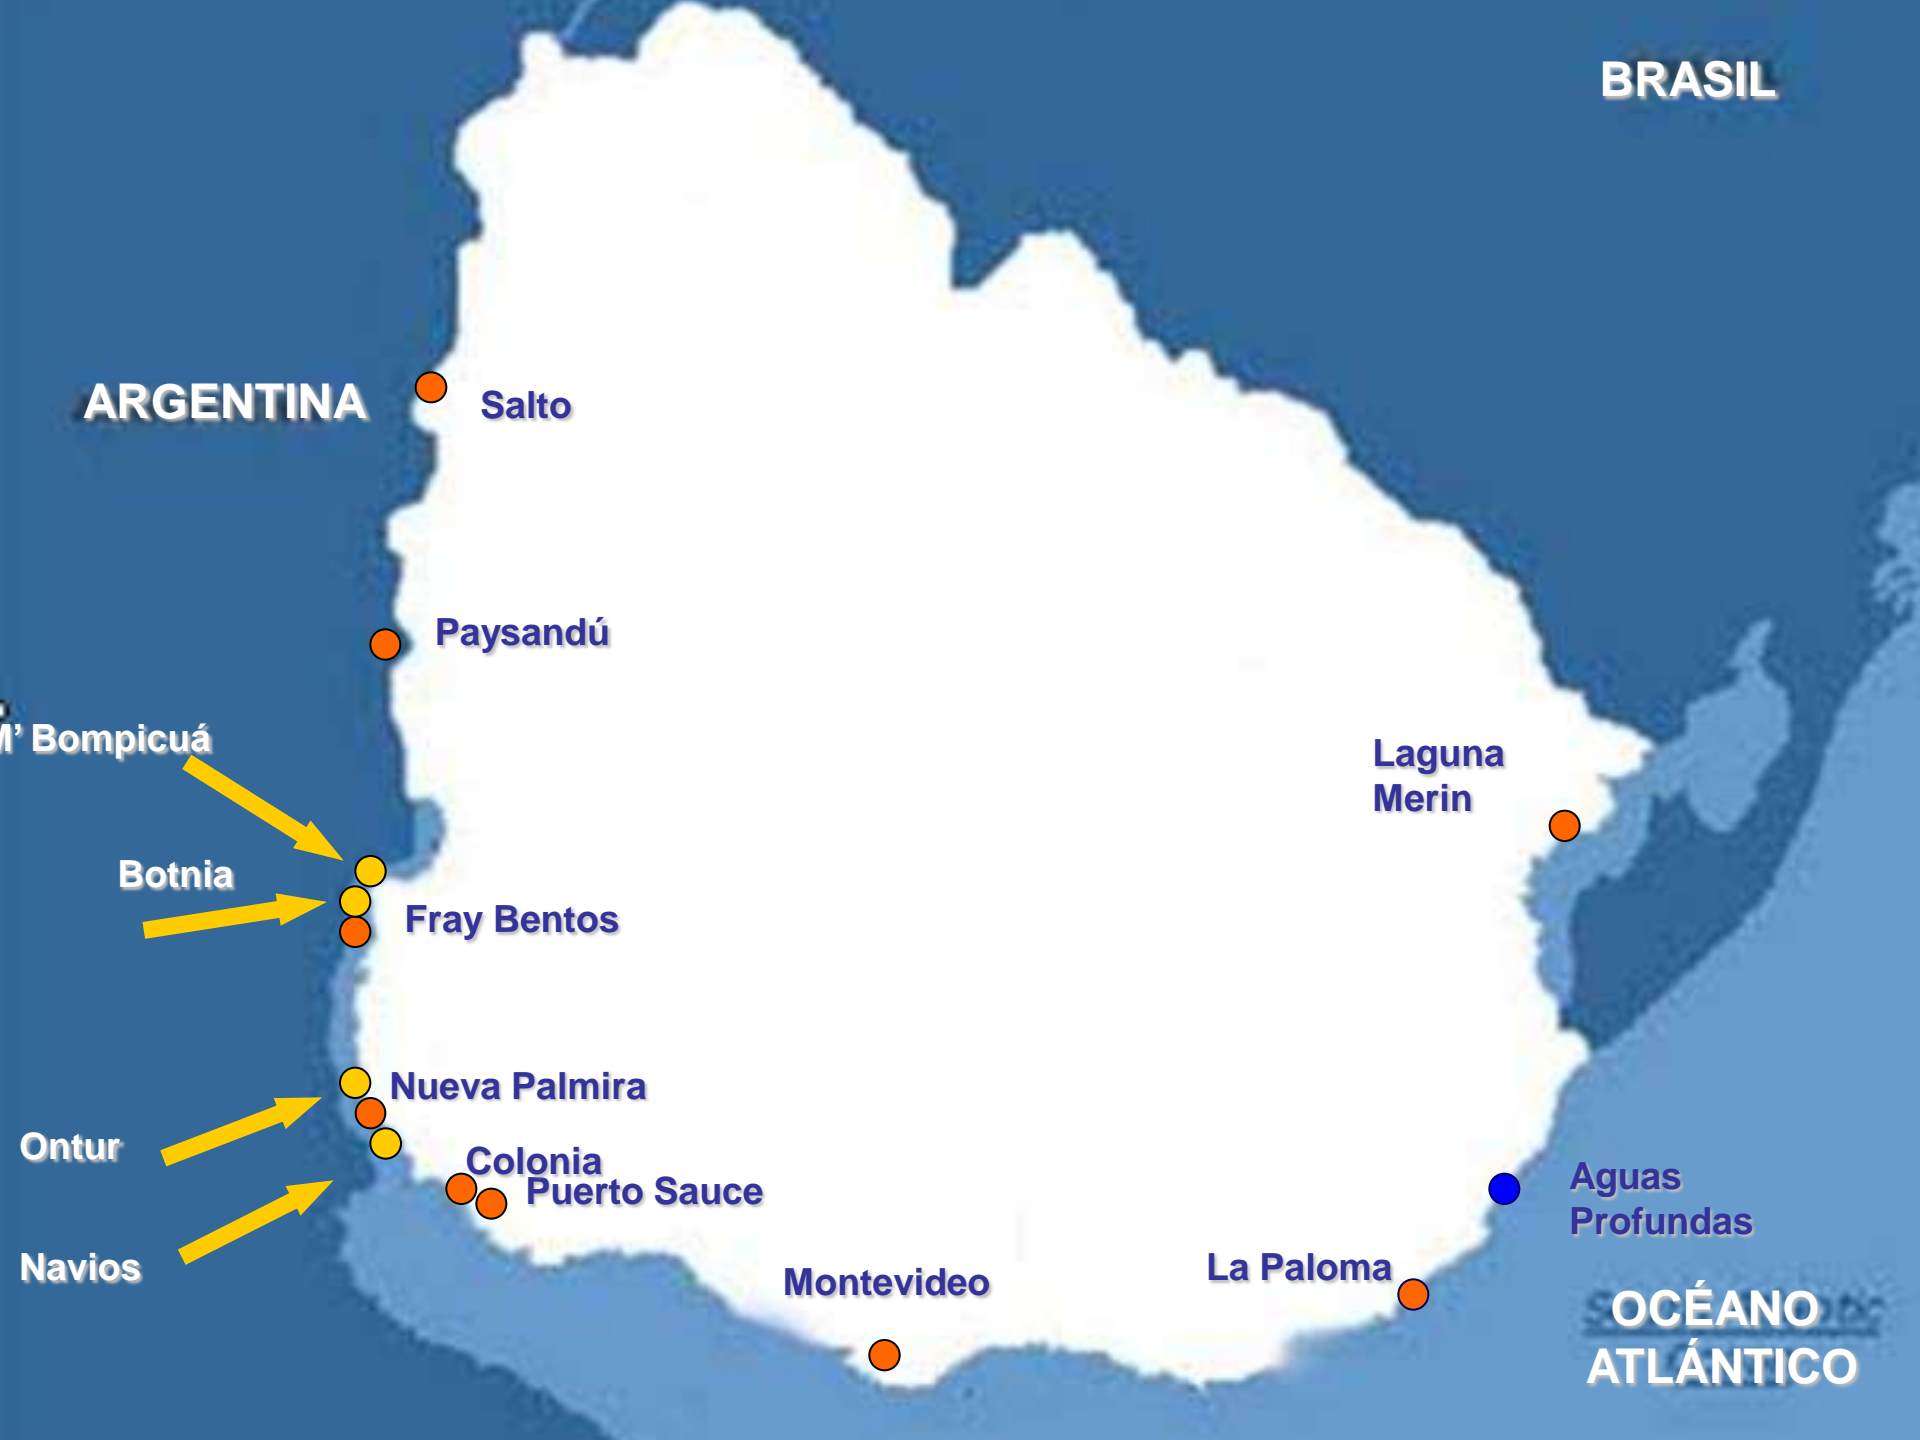 BRASIL
ARGENTINA
Salto
Paysandú
M’ Bompicuá
Laguna
Merin
Botnia
Fray Bentos
Nueva Palmira
Ontur
Colonia
Puerto Sauce
Aguas
Profundas
Navios
La Paloma
Montevideo
OCÉANO
ATLÁNTICO